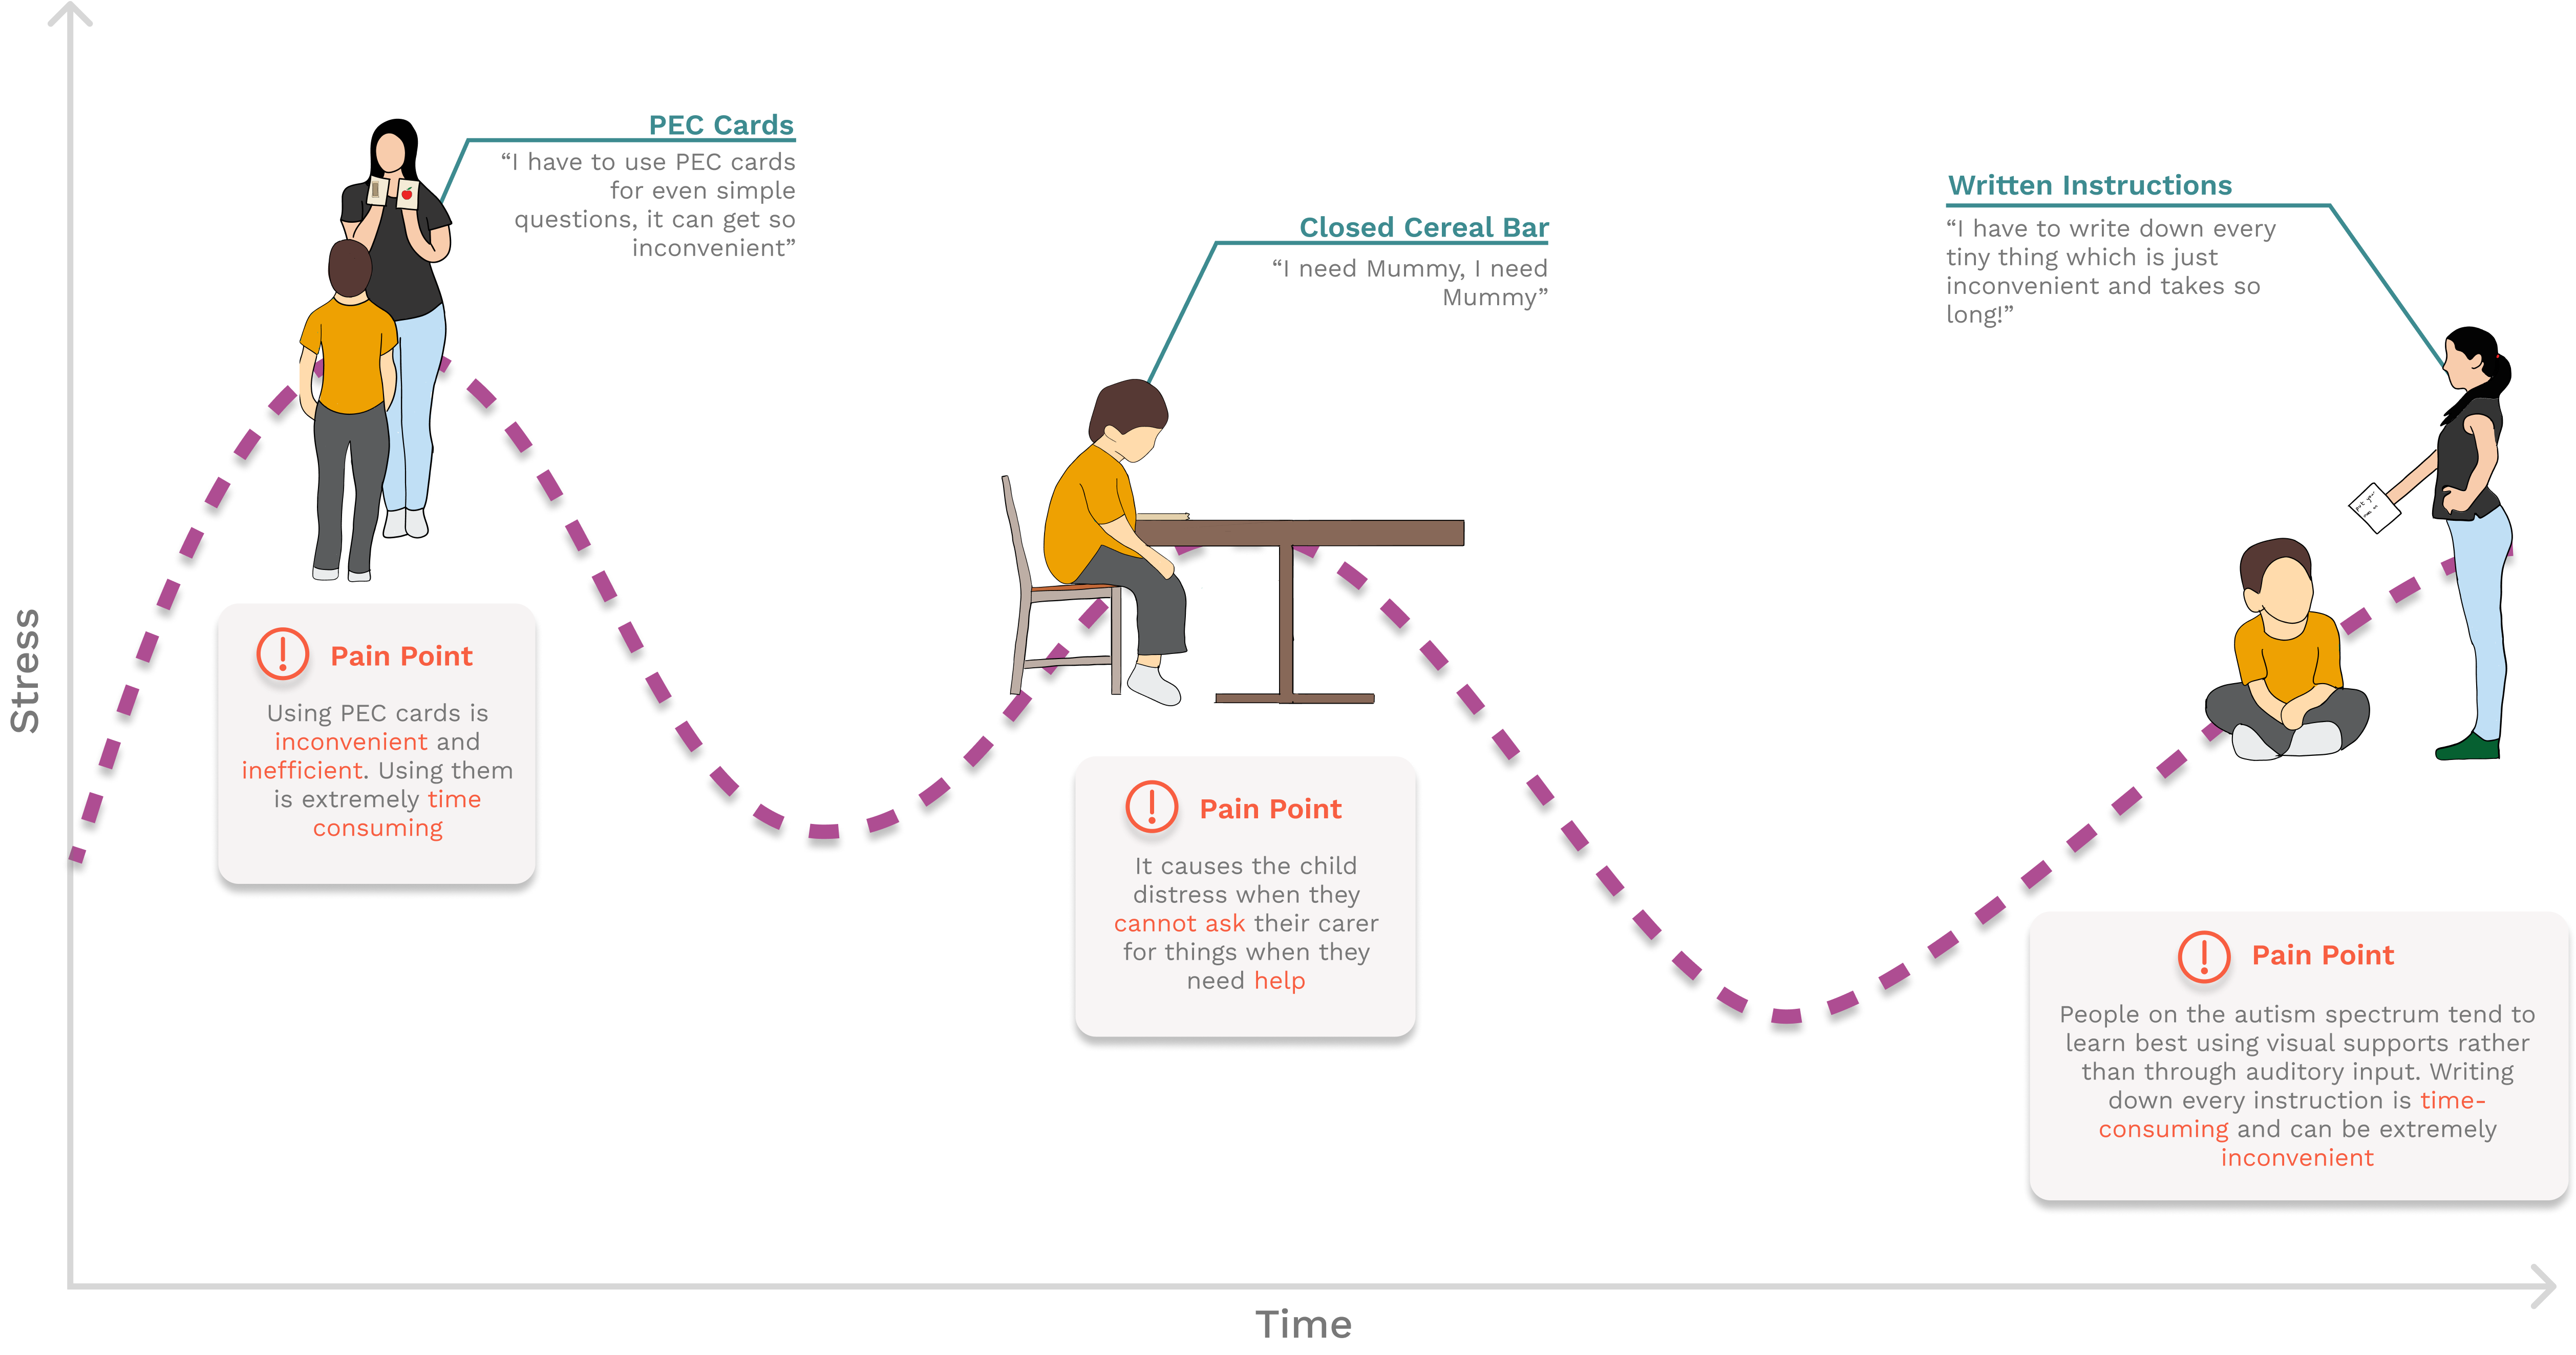 PEC Cards
“I have to use PEC cards
for even simple
questions, it can get so
inconvenient”
Closed Cereal Bar
“I need Mummy, I need
Mummy”
Written Instructions
“I have to write down every
tiny thing which is just
inconvenient and takes so
long!”
Stress
Pain Point
Using PEC cards is
inconvenient and
inefficient. Using them
is extremely time
consuming
Pain Point
It causes the child
distress when they
cannot ask their carer
for things when they
need help
Pain Point
People on the autism spectrum tend to
learn best using visual supports rather
than through auditory input. Writing
down every instruction is time-
consuming and can be extremely
inconvenient
Time